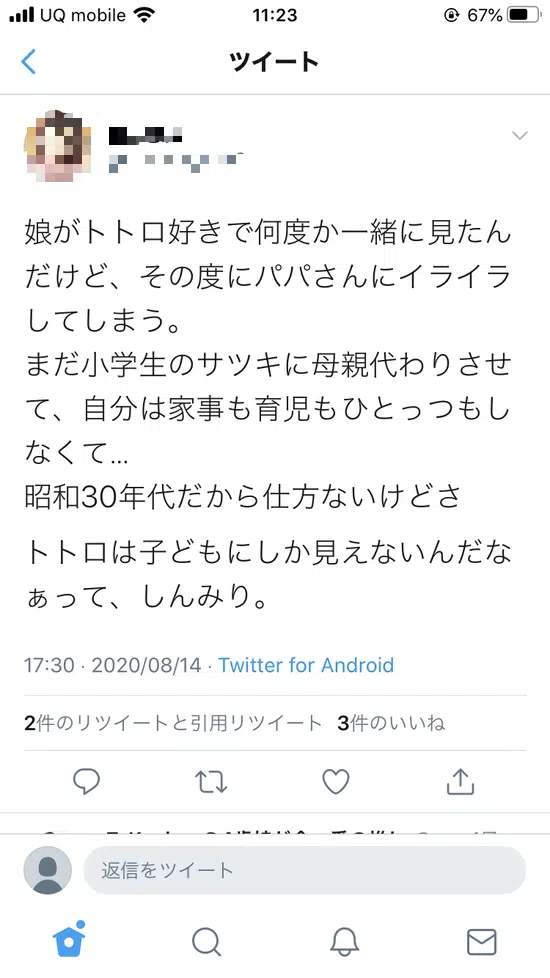 UQ mobile 11:23 67%
ツイート
娘がトトロ好きで何度か一緒に見たん
だけど、その度にパパさんにイライラ
してしまう。
まだ小学生のサツキに母親代わりさせ
て、自分は家事も育児もひとっつもし
なくて...
昭和30年代だから仕方ないけどさ
トトロは子どもにしか見えないんだな
ぁって、しんみり。
17:30 · 2020/08/14 · Twitter for Android
2件のリツイートと引用リツイート 3件のいいね
返信をツイート